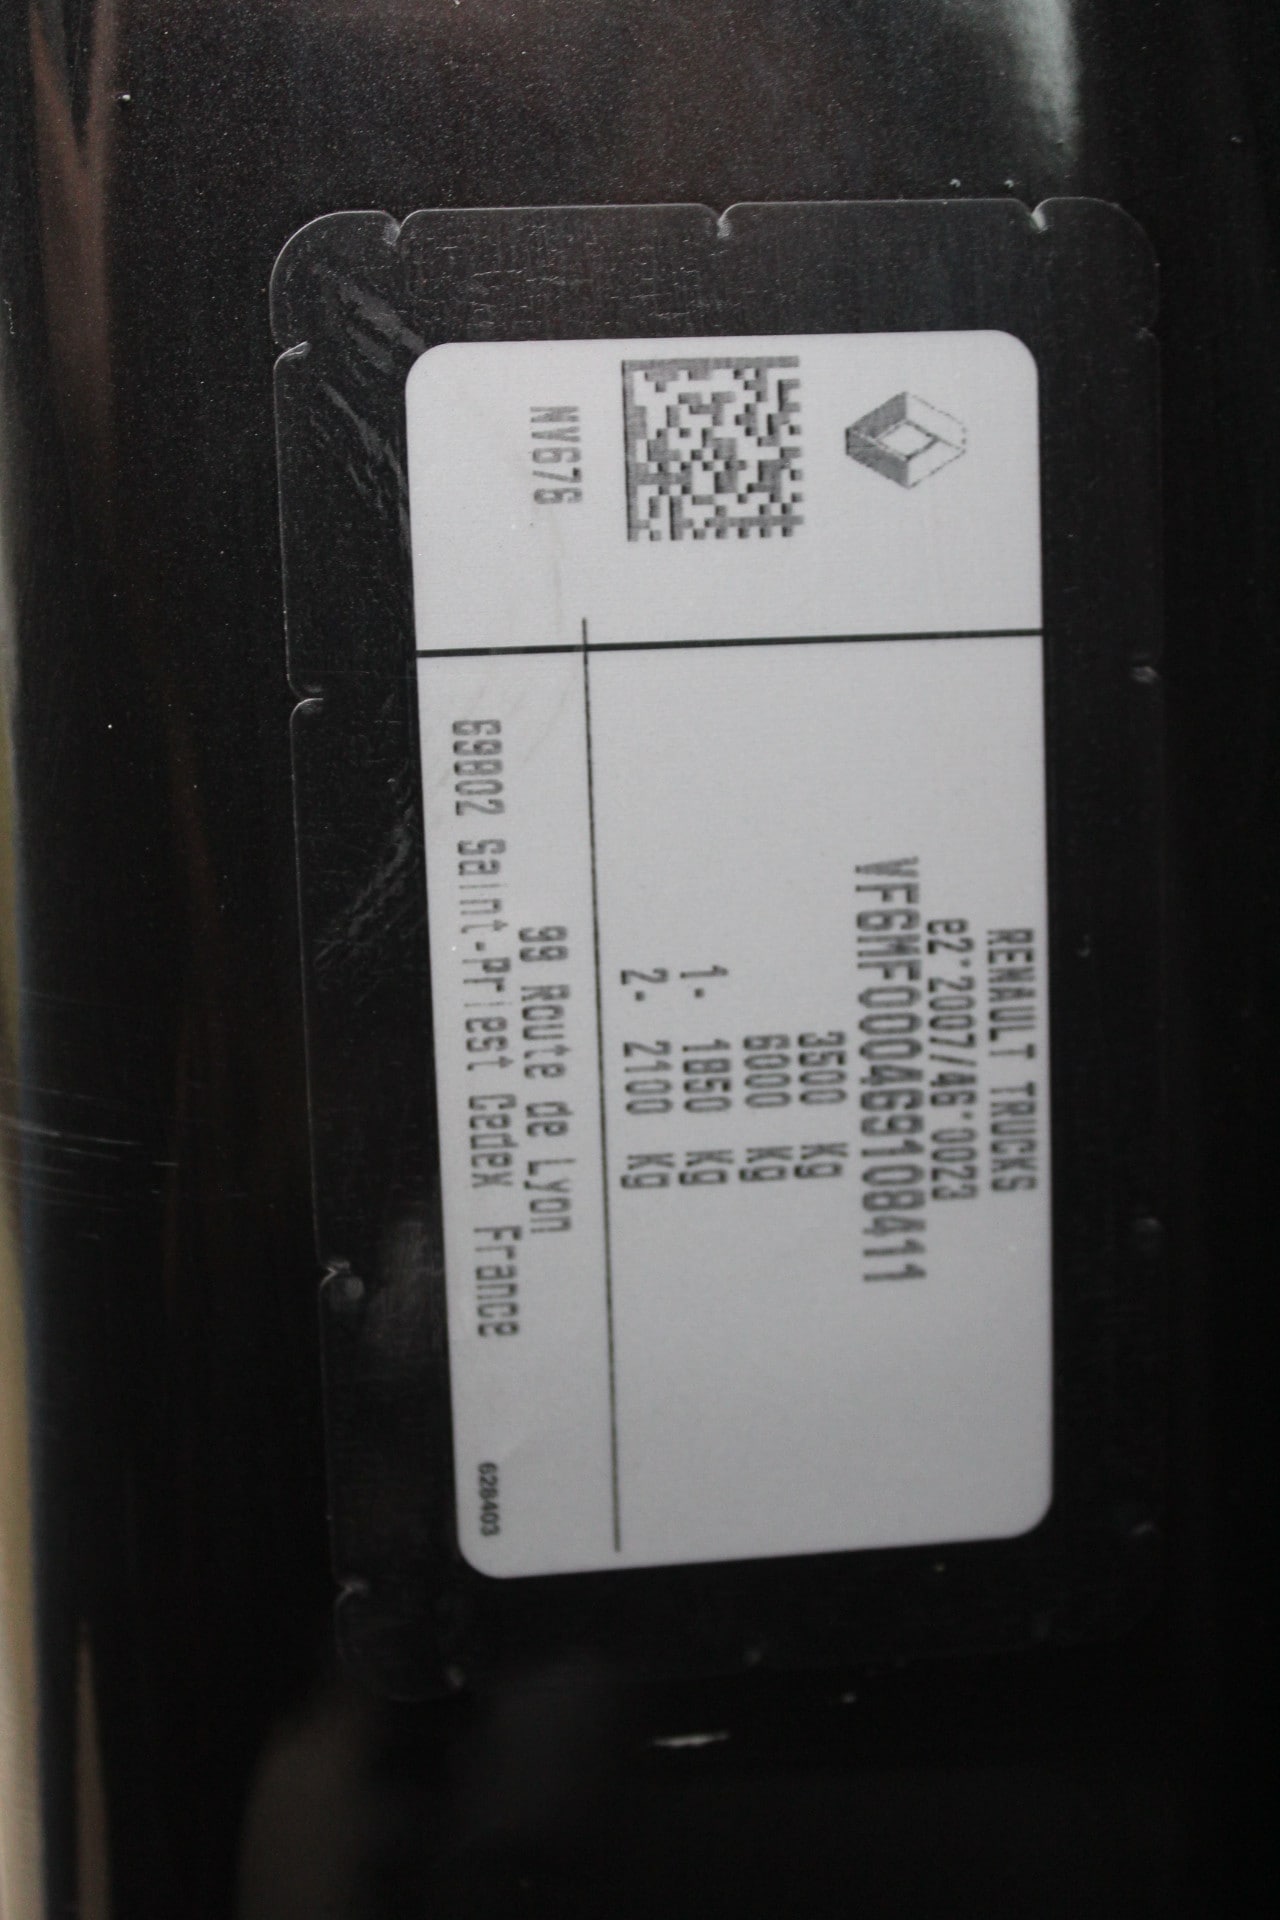 RENAULT TRUCKS
e2*2007/46*0023
VF6MF000469108411
3500 Kg
6000 Kg
1- 1850 Kg
2- 2100 Kg
NV676
99 Route de Lyon
69802 Saint-Priest Cedex France
628403